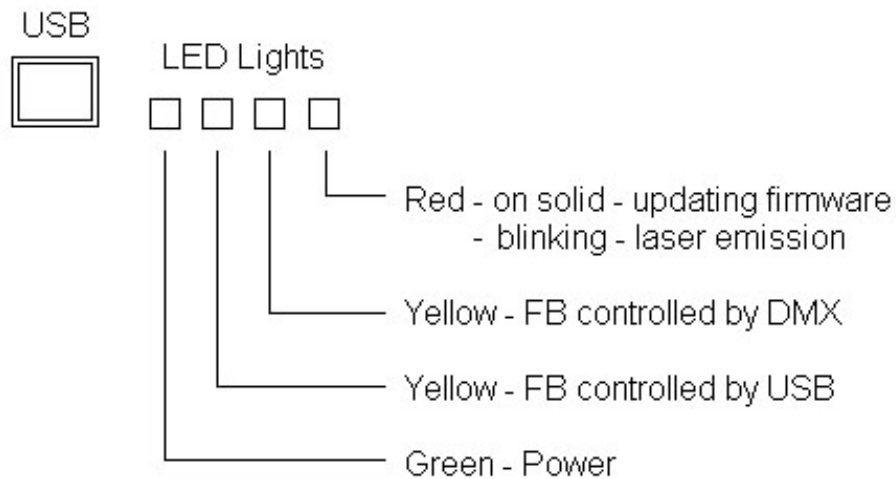 USB
LED Lights
Red - on solid - updating firmware
- blinking - laser emission
Yellow - FB controlled by DMX
Yellow - FB controlled by USB
Green - Power